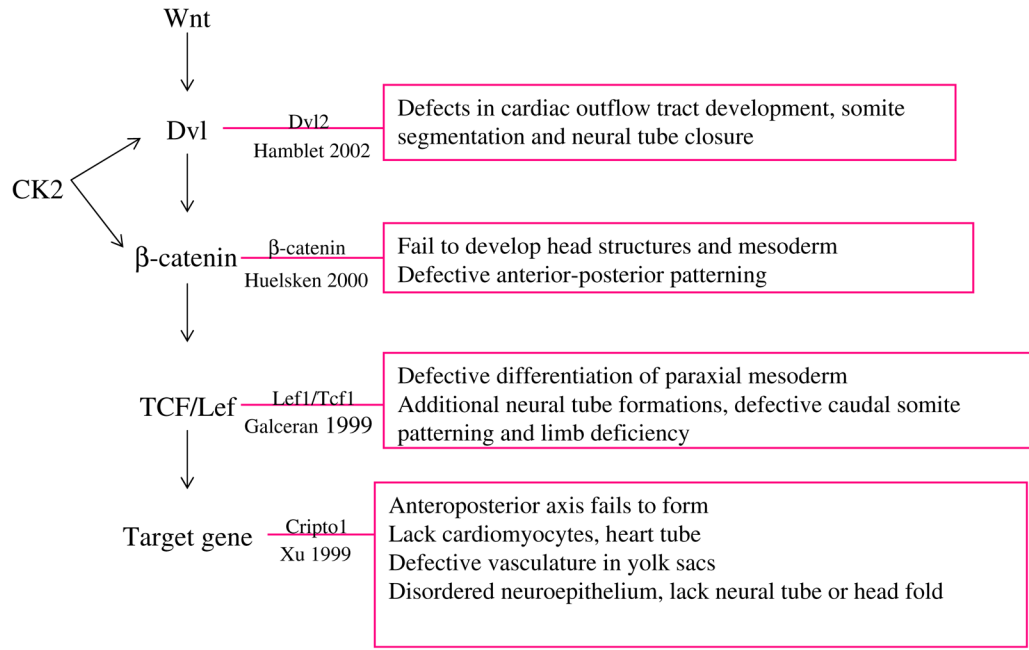 Wnt
Dvl
Dvl2
Hamblet 2002
Defects in cardiac outflow tract development, somite
segmentation and neural tube closure
CK2
β-catenin
β-catenin
Huelsken 2000
Fail to develop head structures and mesoderm
Defective anterior-posterior patterning
TCF/Lef
Lef1/Tcf1
Galceran 1999
Defective differentiation of paraxial mesoderm
Additional neural tube formations, defective caudal somite
patterning and limb deficiency
Target gene
Cripto1
Xu 1999
Anteroposterior axis fails to form
Lack cardiomyocytes, heart tube
Defective vasculature in yolk sacs
Disordered neuroepithelium, lack neural tube or head fold